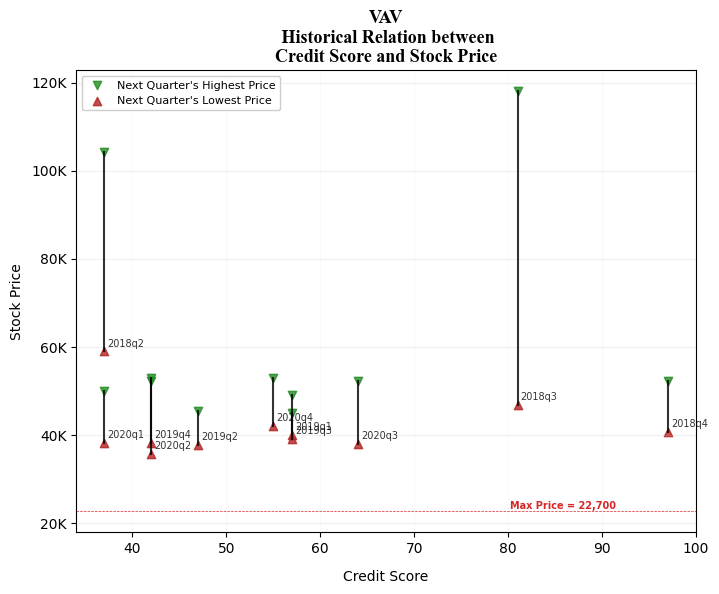 VAV
Historical Relation between
Credit Score and Stock Price
Next Quarter's Highest Price
Next Quarter's Lowest Price
120K
100K
80K
60K
40K
20K
Stock Price
2018q2
2018q3
2018q4
2020q4
2019q1
2019q3
2020q1
2019q4
2019q2
2020q3
2020q2
Max Price = 22,700
40
50
60
70
80
90
100
Credit Score